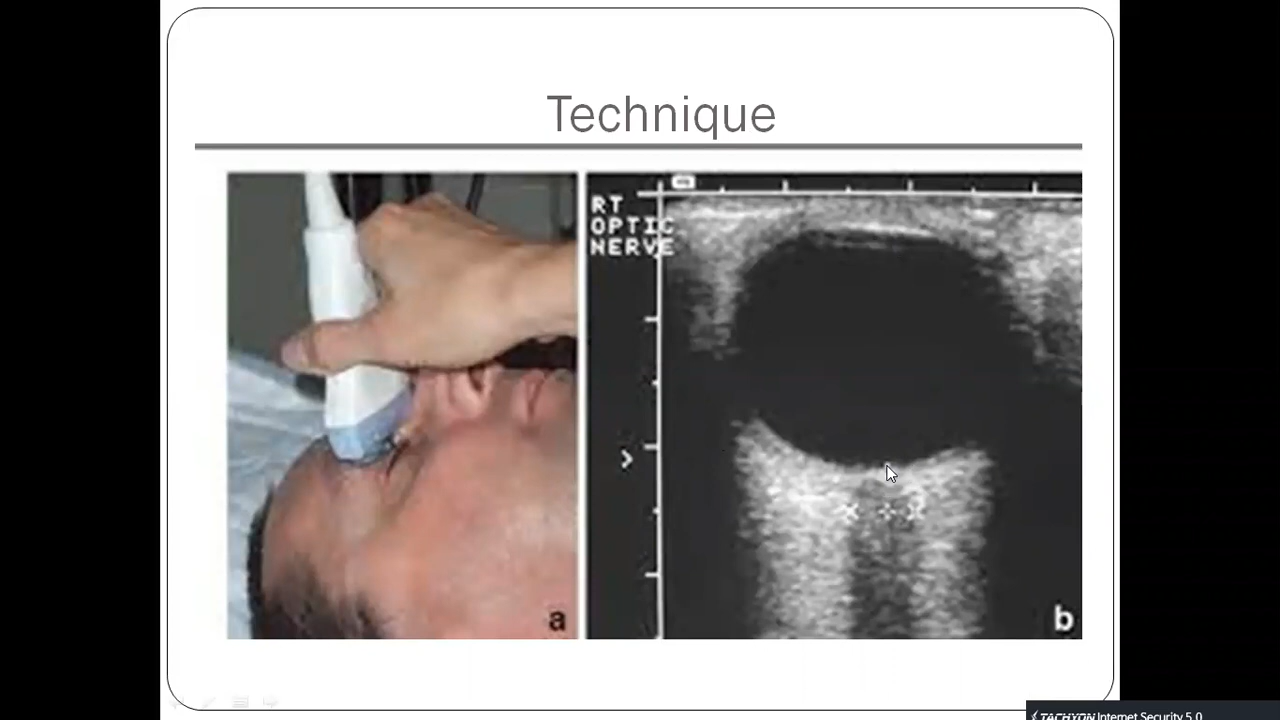 Technique
RT
OPTIC
NERVE
a
b
TACHYON Internet Security 5.0